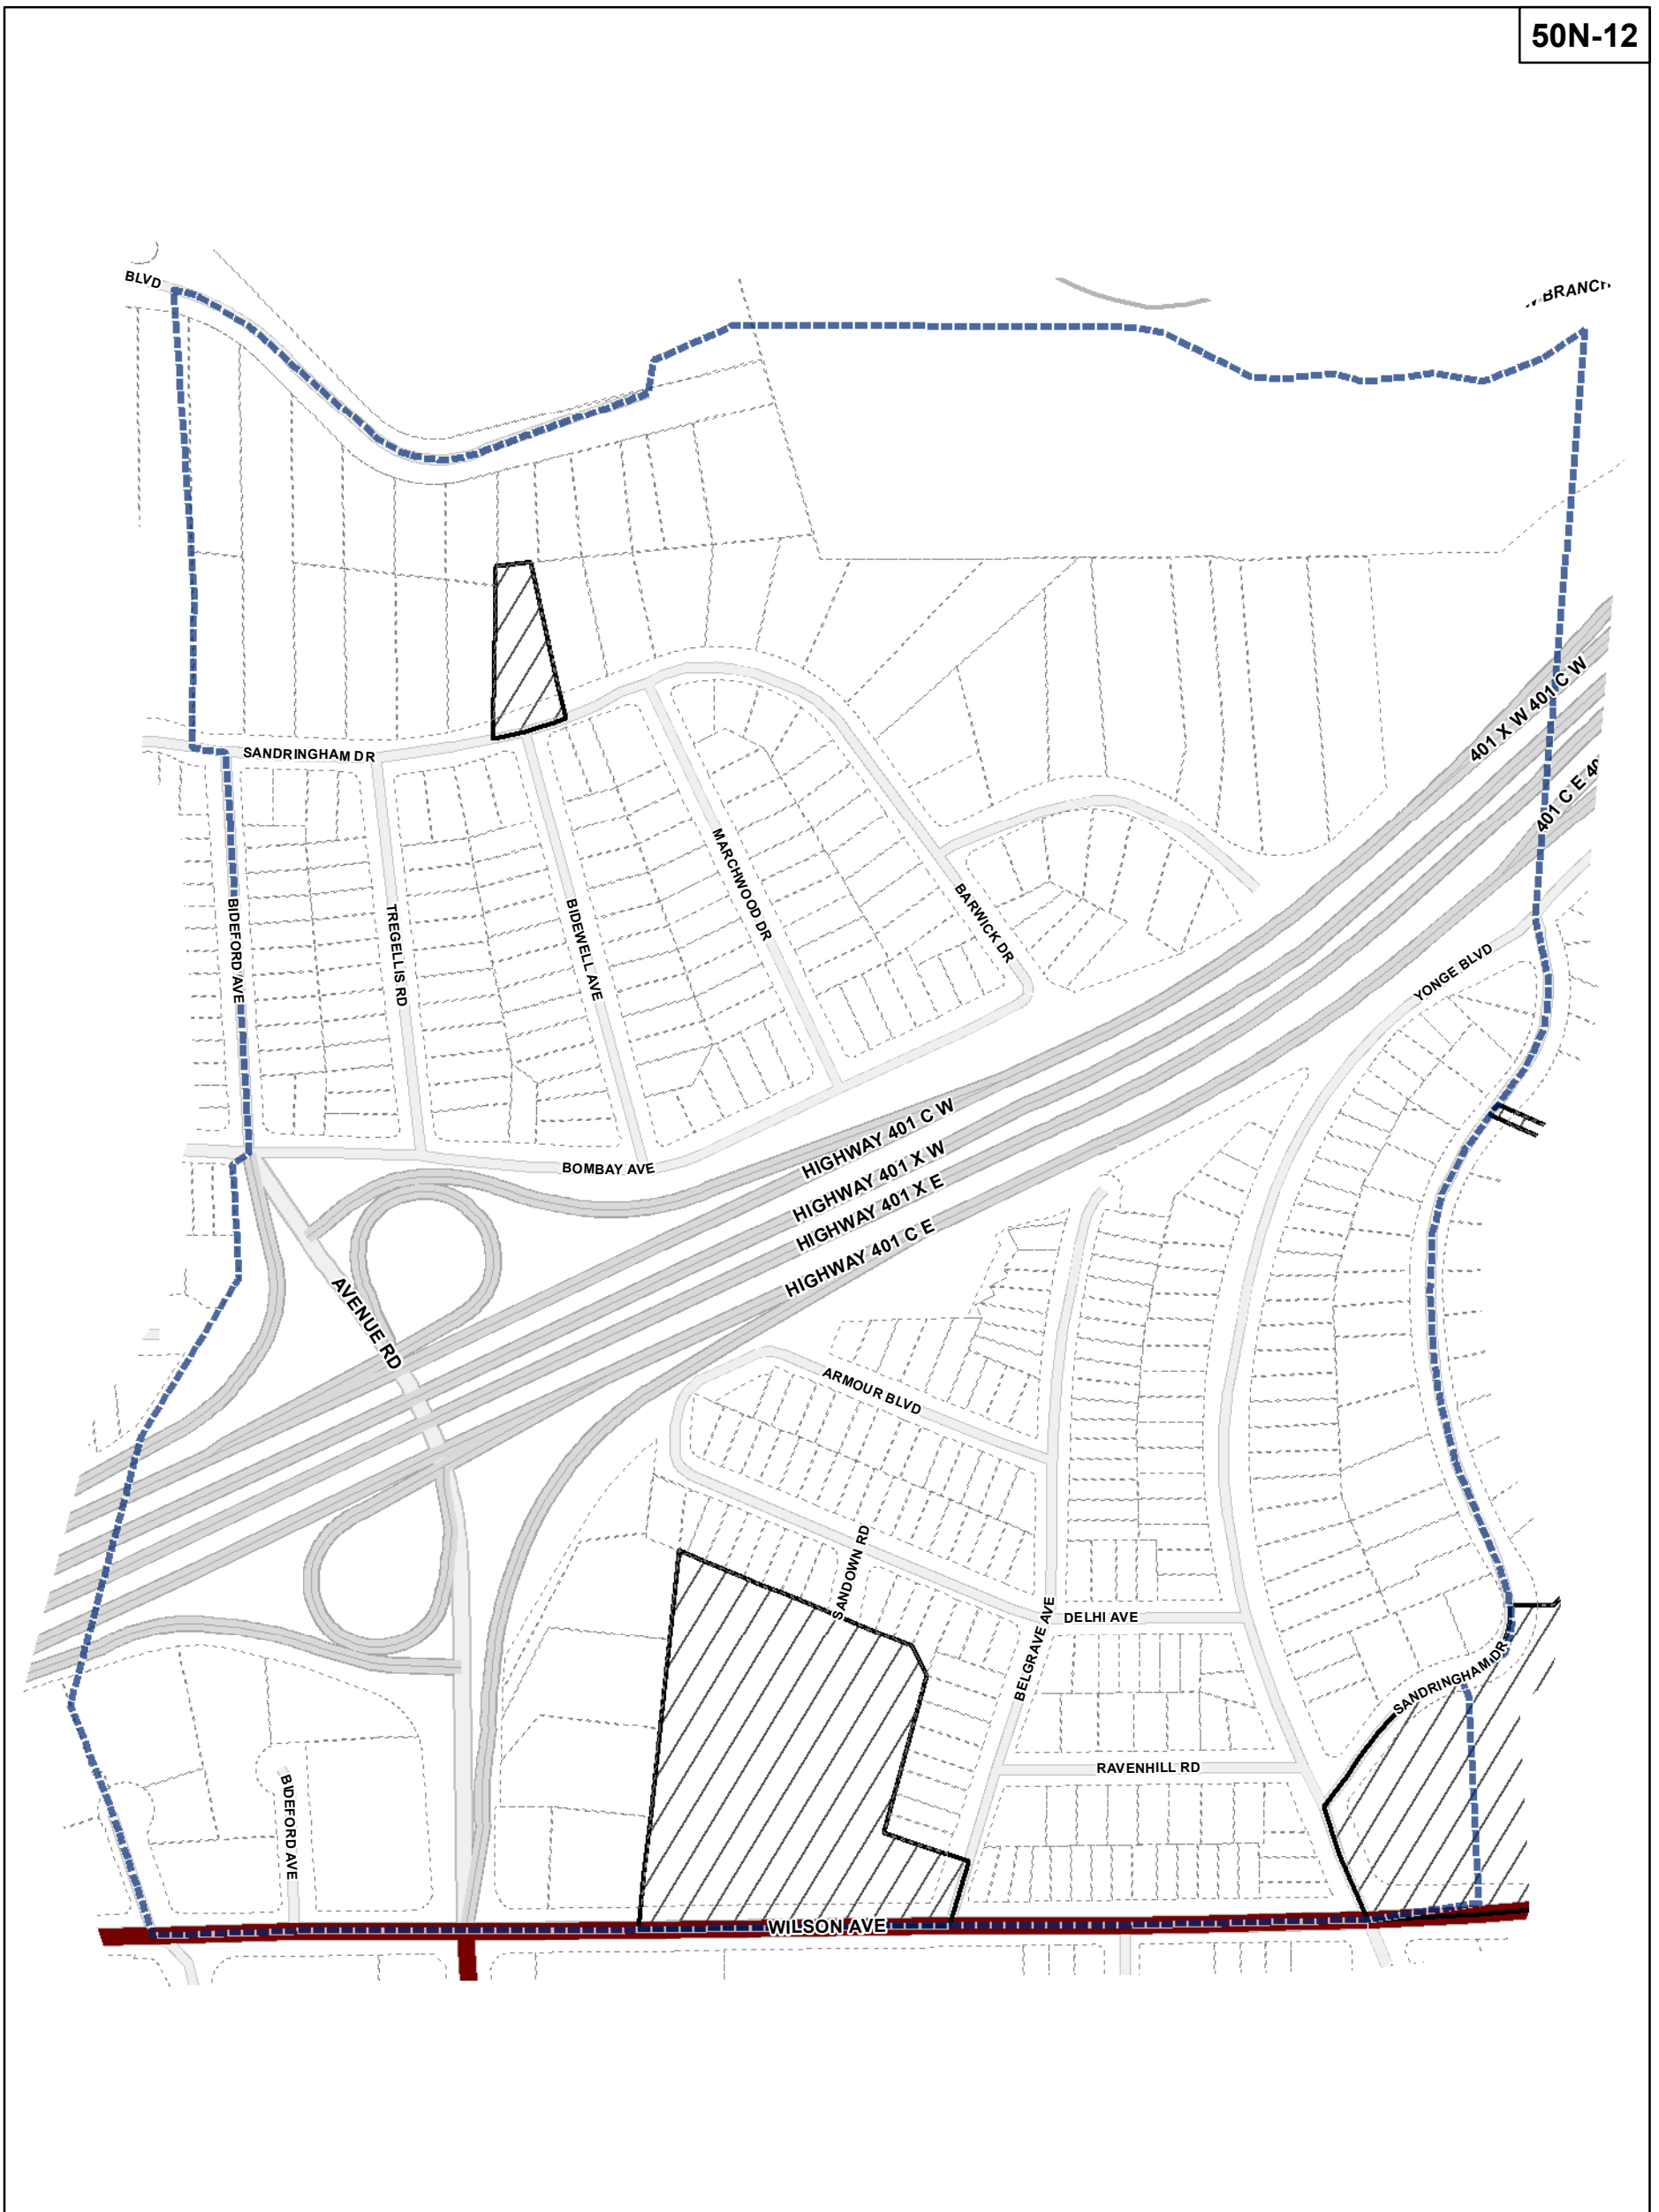 50N-12
BLVD
BRANCH
401 X W 401 C W
SANDRINGHAM DR
401 C E 40
MARCHWOOD DR
BARWICK DR
BIDEFORD AVE
TREGELLIS RD
BIDEWELL AVE
YONGE BLVD
HIGHWAY 401 C W
BOMBAY AVE
HIGHWAY 401 X W
HIGHWAY 401 X E
HIGHWAY 401 C E
AVENUE RD
ARMOUR BLVD
SANDOWN RD
DELHI AVE
BELGRAVE AVE
SANDRINGHAM DR
RAVENHILL RD
BIDEFORD AVE
WILSON AVE